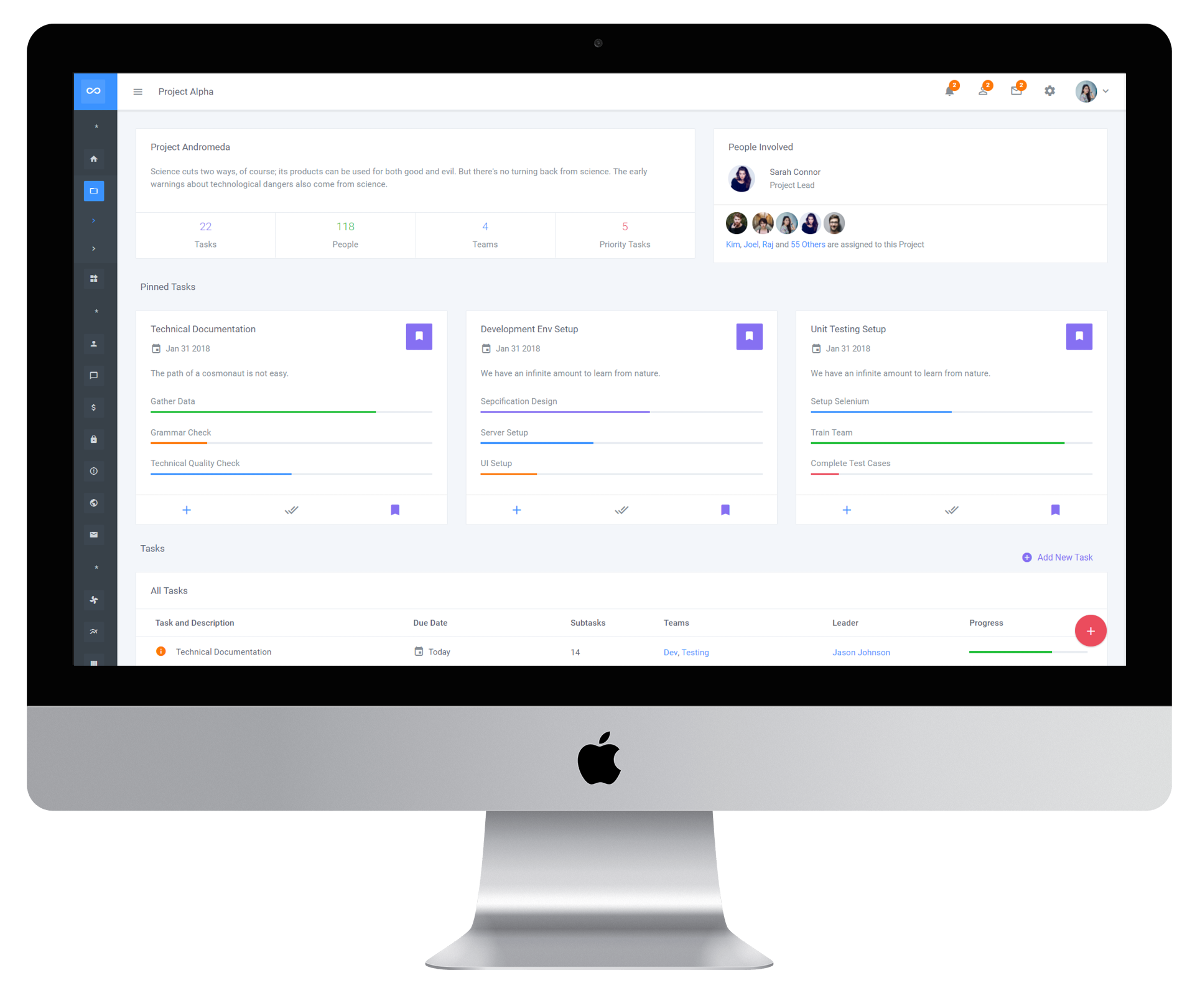 Project Alpha
2
2
2
Project Andromeda
Science cuts two ways, of course; its products can be used for both good and evil. But there's no turning back from science. The early
warnings about technological dangers also come from science.
22
118
4
5
Tasks
People
Teams
Priority Tasks
People Involved
Sarah Connor
Project Lead
Kim, Joel, Raj and 55 Others are assigned to this Project
Pinned Tasks
Technical Documentation
Jan 31 2018
The path of a cosmonaut is not easy.
Gather Data
Grammar Check
Technical Quality Check
Development Env Setup
Jan 31 2018
We have an infinite amount to learn from nature.
Sepcification Design
Server Setup
UI Setup
Unit Testing Setup
Jan 31 2018
We have an infinite amount to learn from nature.
Setup Selenium
Train Team
Complete Test Cases
Tasks
Add New Task
All Tasks
Task and Description Due Date Subtasks Teams Leader Progress
Technical Documentation Today 14 Dev, Testing Jason Johnson